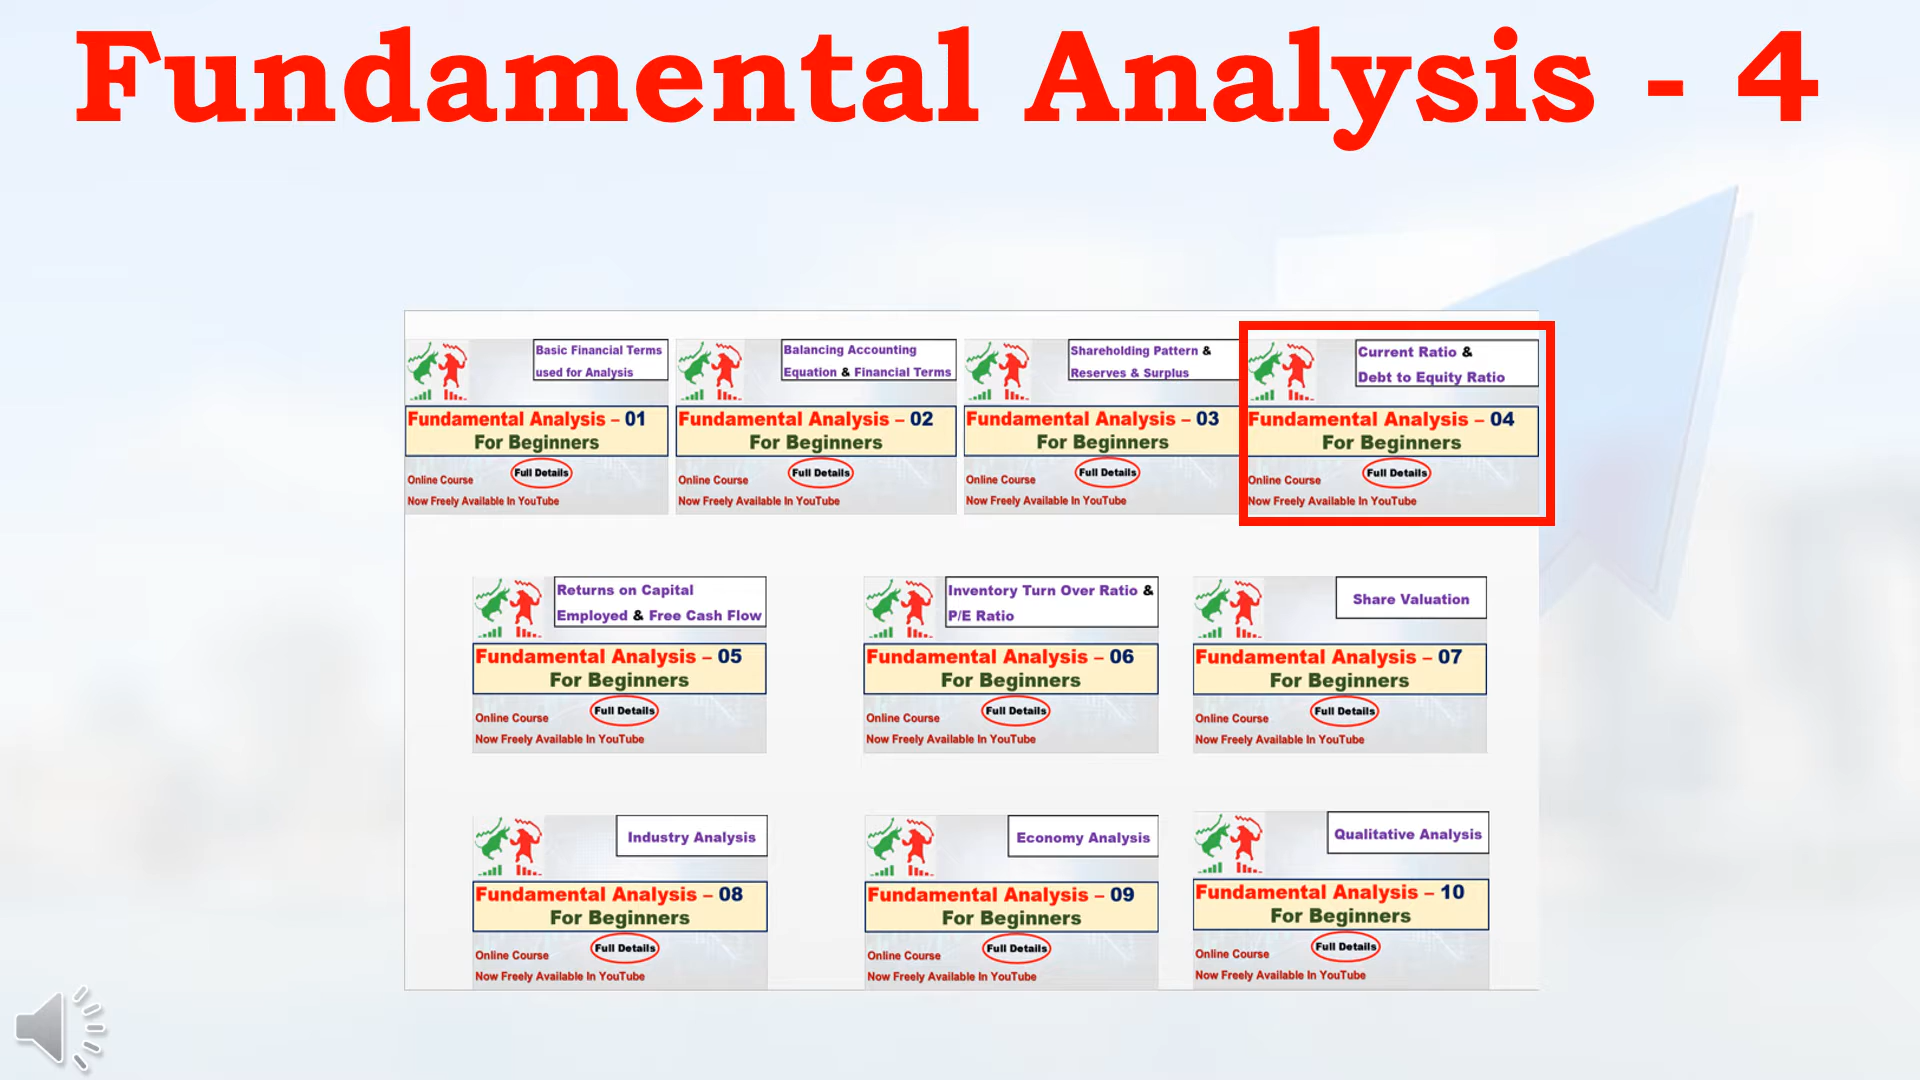 Fundamental Analysis - 4
Basic Financial Terms
used for Analysis
Fundamental Analysis – 01
For Beginners
Full Details
Online Course
Now Freely Available In YouTube
Balancing Accounting
Equation & Financial Terms
Fundamental Analysis – 02
For Beginners
Full Details
Online Course
Now Freely Available In YouTube
Shareholding Pattern &
Reserves & Surplus
Fundamental Analysis – 03
For Beginners
Full Details
Online Course
Now Freely Available In YouTube
Current Ratio &
Debt to Equity Ratio
Fundamental Analysis – 04
For Beginners
Full Details
Online Course
Now Freely Available In YouTube
Returns on Capital
Employed & Free Cash Flow
Fundamental Analysis – 05
For Beginners
Full Details
Online Course
Now Freely Available In YouTube
Inventory Turn Over Ratio &
P/E Ratio
Fundamental Analysis – 06
For Beginners
Full Details
Online Course
Now Freely Available In YouTube
Share Valuation
Fundamental Analysis – 07
For Beginners
Full Details
Online Course
Now Freely Available In YouTube
Industry Analysis
Fundamental Analysis – 08
For Beginners
Full Details
Online Course
Now Freely Available In YouTube
Economy Analysis
Fundamental Analysis – 09
For Beginners
Full Details
Online Course
Now Freely Available In YouTube
Qualitative Analysis
Fundamental Analysis – 10
For Beginners
Full Details
Online Course
Now Freely Available In YouTube